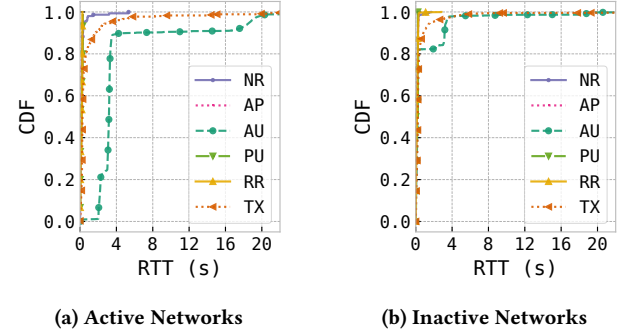 1.0
0.8
0.6
0.4
0.2
0.0
CDF
NR
AP
AU
PU
RR
TX
0 4 8 12 16 20
RTT (s)
(a) Active Networks
1.0
0.8
0.6
0.4
0.2
0.0
CDF
NR
AP
AU
PU
RR
TX
0 4 8 12 16 20
RTT (s)
(b) Inactive Networks